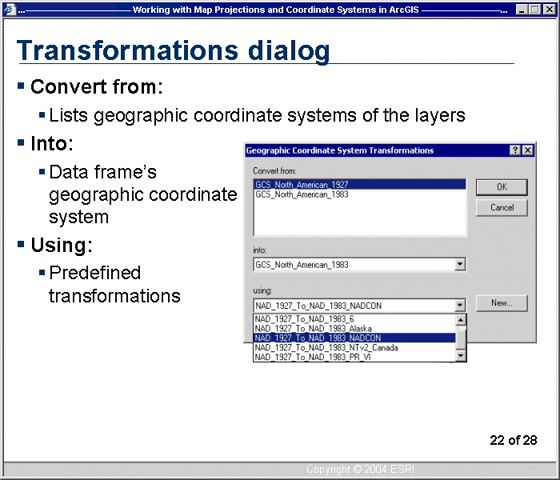 Working with Map Projections and Coordinate Systems in ArcGIS
Transformations dialog
Convert from:
Lists geographic coordinate systems of the layers
Into:
Data frame's
geographic coordinate
system
Using:
Predefined
transformations
Geographic Coordinate System Transformations
Convert from:
GCS_North_American_1927
GCS_North_American_1983
OK
Cancel
into:
GCS_North_American_1983
using:
NAD_1927_To_NAD_1983_NADCON
New...
NAD_1927_To_NAD_1983_6
NAD_1927_To_NAD_1983_Alaska
NAD_1927_To_NAD_1983_NADCON
NAD_1927_To_NAD_1983_NTv2_Canada
NAD_1927_To_NAD_1983_PR_VI
22 of 28
Copyright © 2004 ESRI